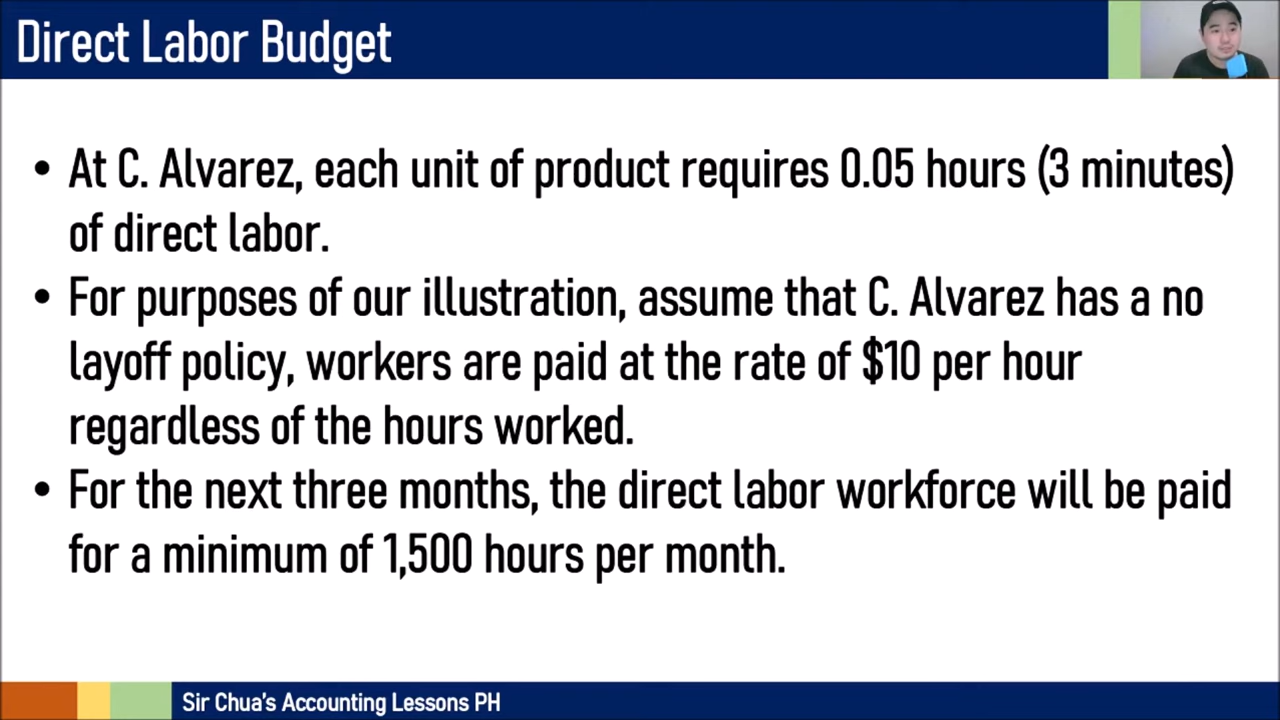 Direct Labor Budget
• At C. Alvarez, each unit of product requires 0.05 hours (3 minutes)
of direct labor.
• For purposes of our illustration, assume that C. Alvarez has a no
layoff policy, workers are paid at the rate of $10 per hour
regardless of the hours worked.
• For the next three months, the direct labor workforce will be paid
for a minimum of 1,500 hours per month.
Sir Chua's Accounting Lessons PH